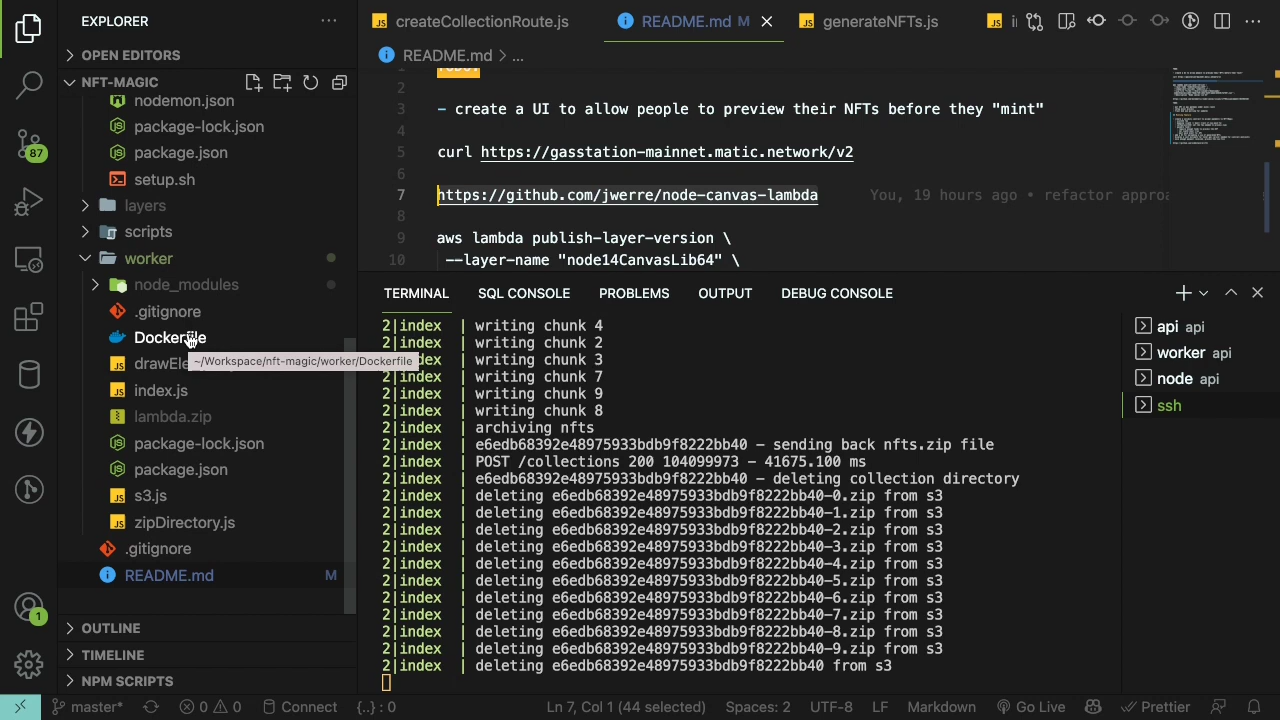 EXPLORER
OPEN EDITORS
NFT-MAGIC
nodemon.json
package-lock.json
package.json
setup.sh
layers
scripts
worker
node_modules
.gitignore
Dockerfile
~/Workspace/nft-magic/worker/Dockerfile
drawEle
index.js
lambda.zip
package-lock.json
package.json
s3.js
zipDirectory.js
.gitignore
README.md M
OUTLINE
TIMELINE
NPM SCRIPTS
87
1
createCollectionRoute.js
README.md M
generateNFTs.js
README.md > ...
2
3 - create a UI to allow people to preview their NFTs before they "mint"
4
5 curl https://gasstation-mainnet.matic.network/v2
6
7 https://github.com/jwerre/node-canvas-lambda You, 19 hours ago • refactor approa
8
9 aws lambda publish-layer-version \
10 --layer-name "node14CanvasLib64" \
TERMINAL SQL CONSOLE PROBLEMS OUTPUT DEBUG CONSOLE
2|index | writing chunk 4
2|index | writing chunk 2
2|index | writing chunk 3
2|index | writing chunk 7
2|index | writing chunk 9
2|index | writing chunk 8
2|index | archiving nfts
2|index | e6edb68392e48975933bdb9f8222bb40 - sending back nfts.zip file
2|index | POST /collections 200 104099973 - 41675.100 ms
2|index | e6edb68392e48975933bdb9f8222bb40 - deleting collection directory
2|index | deleting e6edb68392e48975933bdb9f8222bb40-0.zip from s3
2|index | deleting e6edb68392e48975933bdb9f8222bb40-1.zip from s3
2|index | deleting e6edb68392e48975933bdb9f8222bb40-2.zip from s3
2|index | deleting e6edb68392e48975933bdb9f8222bb40-3.zip from s3
2|index | deleting e6edb68392e48975933bdb9f8222bb40-4.zip from s3
2|index | deleting e6edb68392e48975933bdb9f8222bb40-5.zip from s3
2|index | deleting e6edb68392e48975933bdb9f8222bb40-6.zip from s3
2|index | deleting e6edb68392e48975933bdb9f8222bb40-7.zip from s3
2|index | deleting e6edb68392e48975933bdb9f8222bb40-8.zip from s3
2|index | deleting e6edb68392e48975933bdb9f8222bb40-9.zip from s3
2|index | deleting e6edb68392e48975933bdb9f8222bb40 from s3
api api
worker api
node api
ssh
master* 0 0 Connect {..} : 0 Ln 7, Col 1 (44 selected) Spaces: 2 UTF-8 LF Markdown Go Live Prettier